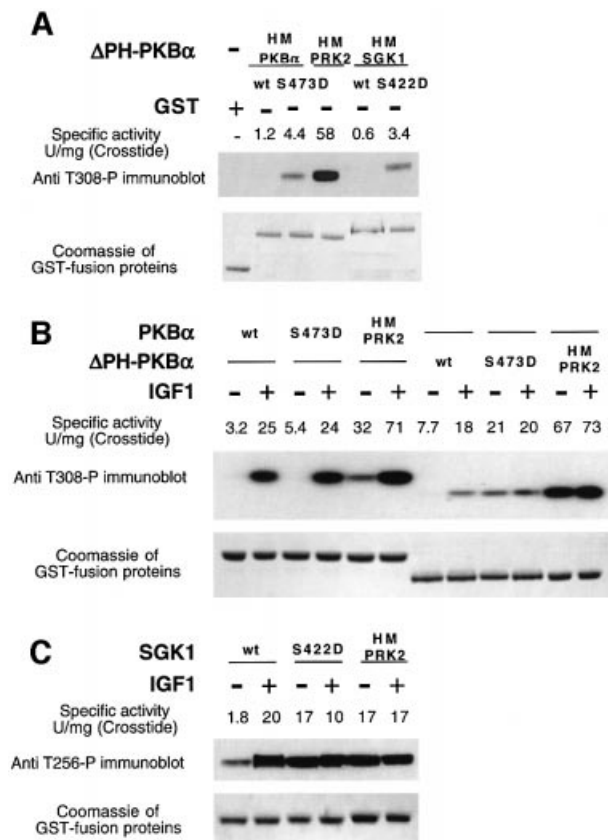 A
ΔPH-PKBα - HM PKBα HM PRK2 HM SGK1
wt S473D wt S422D
GST + - - - - -
Specific activity U/mg (Crosstide) - 1.2 4.4 58 0.6 3.4
Anti T308-P immunoblot
Coomassie of GST-fusion proteins
B
PKBα wt S473D HM PRK2
ΔPH-PKBα wt S473D HM PRK2
IGF1 - + - + - + - + - + - +
Specific activity U/mg (Crosstide) 3.2 25 5.4 24 32 71 7.7 18 21 20 67 73
Anti T308-P immunoblot
Coomassie of GST-fusion proteins
C
SGK1 wt S422D HM PRK2
IGF1 - + - + - +
Specific activity U/mg (Crosstide) 1.8 20 17 10 17 17
Anti T256-P immunoblot
Coomassie of GST-fusion proteins